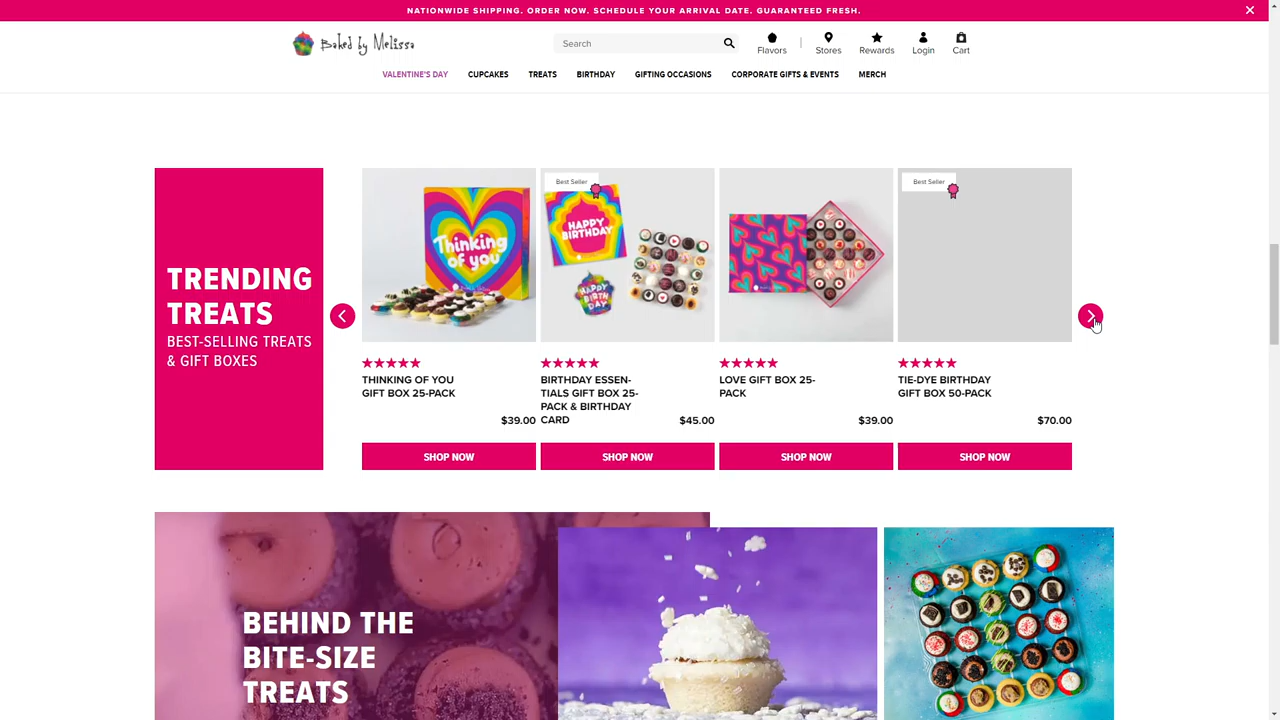 NATIONWIDE SHIPPING. ORDER NOW. SCHEDULE YOUR ARRIVAL DATE. GUARANTEED FRESH.
Baked by Melissa
Search
Flavors
Stores
Rewards
Login
Cart
VALENTINE'S DAY
CUPCAKES
TREATS
BIRTHDAY
GIFTING OCCASIONS
CORPORATE GIFTS & EVENTS
MERCH
TRENDING
TREATS
BEST-SELLING TREATS
& GIFT BOXES
Thinking
of you
THINKING OF YOU
GIFT BOX 25-PACK
$39.00
SHOP NOW
Best Seller
HAPPY
BIRTHDAY
HAPPY
BIRTH
DAY
BIRTHDAY ESSEN-
TIALS GIFT BOX 25-
PACK & BIRTHDAY
CARD
$45.00
SHOP NOW
LOVE GIFT BOX 25-
PACK
$39.00
SHOP NOW
Best Seller
TIE-DYE BIRTHDAY
GIFT BOX 50-PACK
$70.00
SHOP NOW
BEHIND THE
BITE-SIZE
TREATS